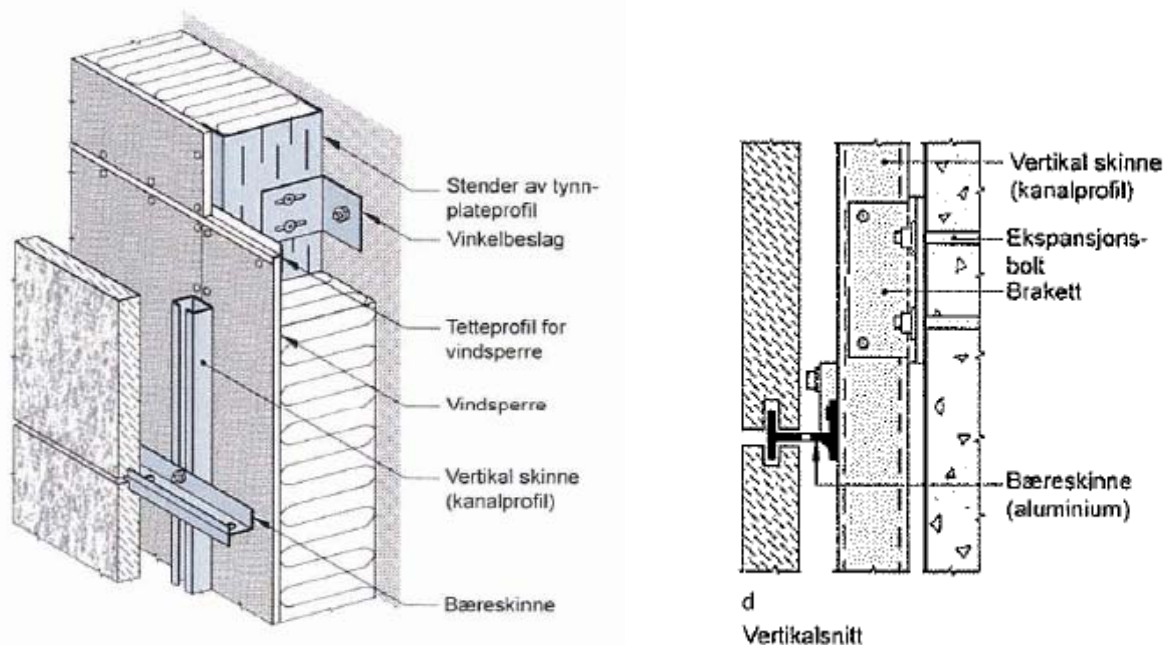 Stender av tynn-
plateprofil
Vinkelbeslag
Tetteprofil for
vindsperre
Vindsperre
Vertikal skinne
(kanalprofil)
Bæreskinne
Vertikal skinne
(kanalprofil)
Ekspansjons-
bolt
Brakett
Bæreskinne
(aluminium)
d
Vertikalsnitt